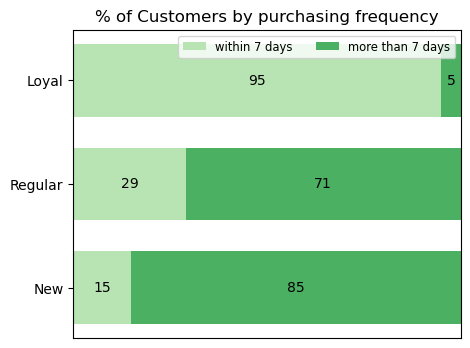 % of Customers by purchasing frequency
within 7 days more than 7 days
Loyal 95 5
Regular 29 71
New 15 85